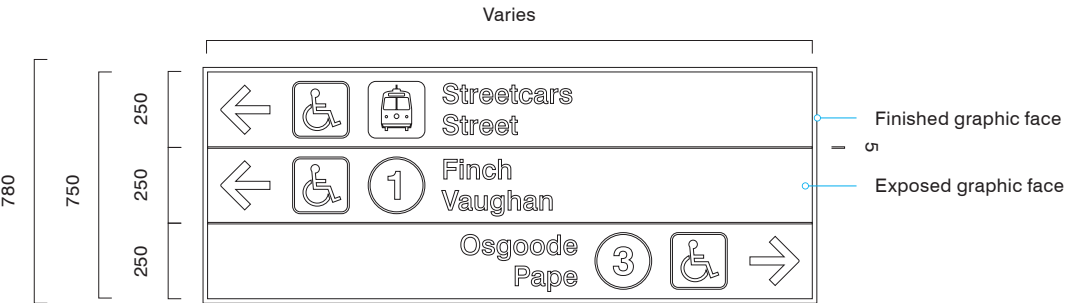 Varies
780
750
250
250
250
Streetcars
Street
1
Finch
Vaughan
Osgoode
Pape
3
Finished graphic face
5
Exposed graphic face